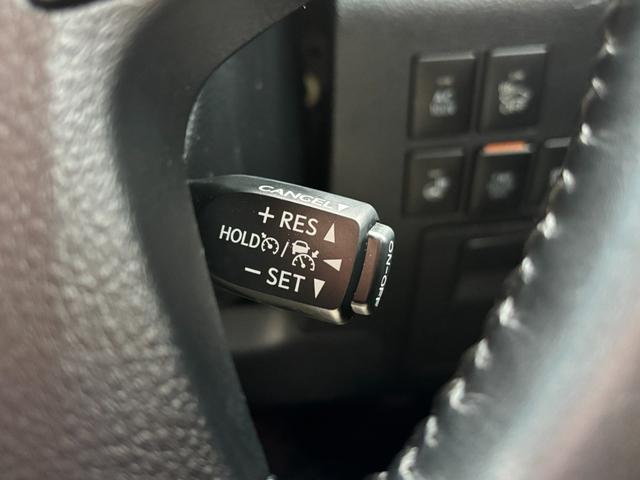 CANCEL
+ RES
HOLD /
− SET
ON-OFF